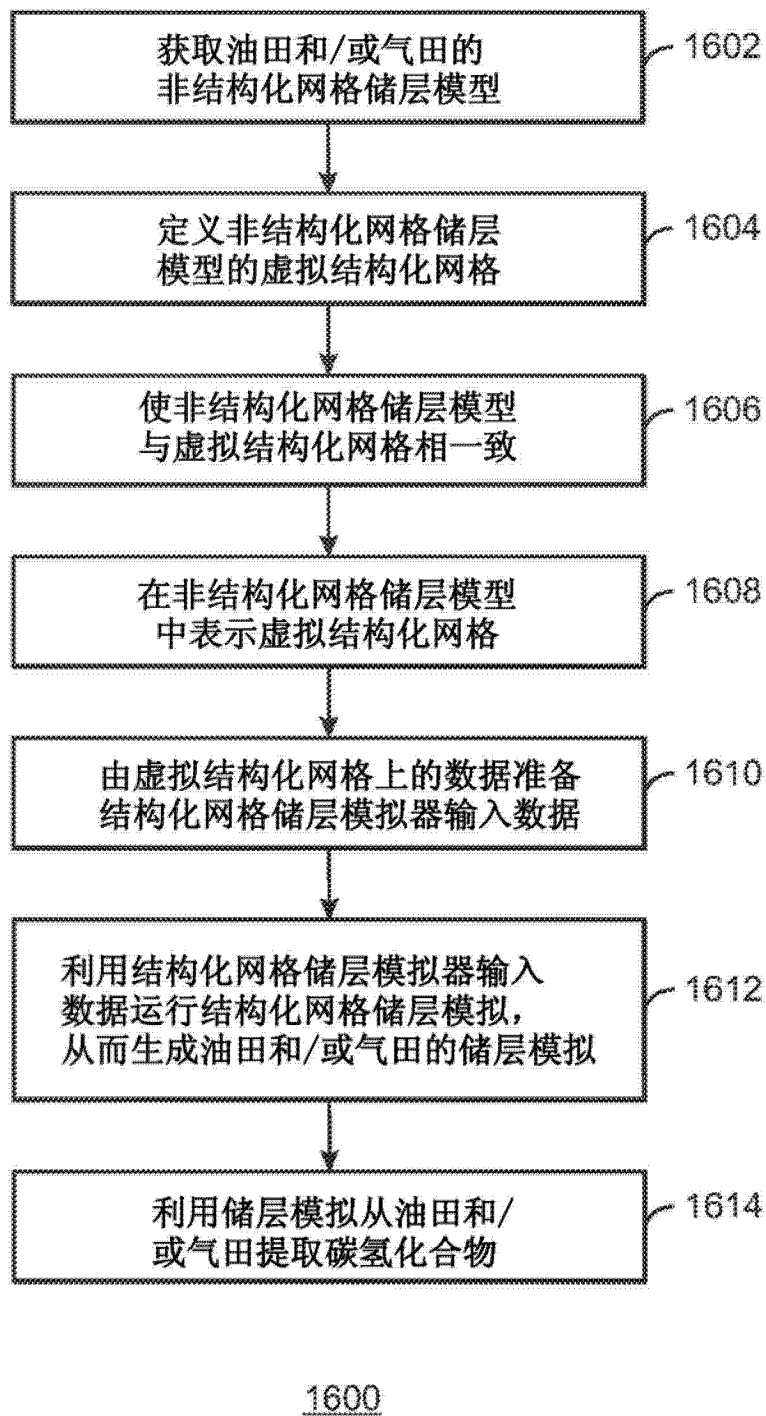 获取油田和/或气田的
非结构化网格储层模型
1602
定义非结构化网格储层
模型的虚拟结构化网格
1604
使非结构化网格储层模型
与虚拟结构化网格相一致
1606
在非结构化网格储层模型
中表示虚拟结构化网格
1608
由虚拟结构化网格上的数据准备
结构化网格储层模拟器输入数据
1610
利用结构化网格储层模拟器输入
数据运行结构化网格储层模拟，
从而生成油田和/或气田的储层模拟
1612
利用储层模拟从油田和/
或气田提取碳氢化合物
1614
1600